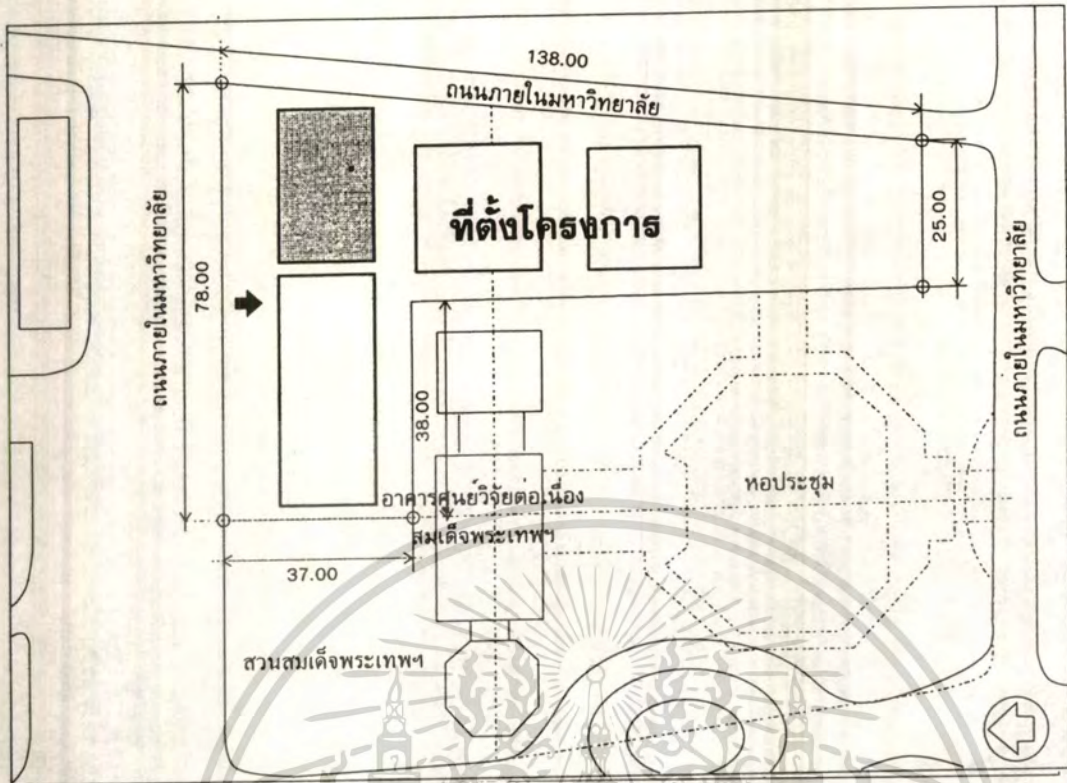 138.00
ถนนภายในมหาวิทยาลัย
ถนนภายในมหาวิทยาลัย
78.00
ที่ตั้งโครงการ
25.00
ถนนภายในมหาวิทยาลัย
38.00
อาคารศูนย์วิจัยต่อเนื่อง
สมเด็จพระเทพฯ
หอประชุม
37.00
สวนสมเด็จพระเทพฯ